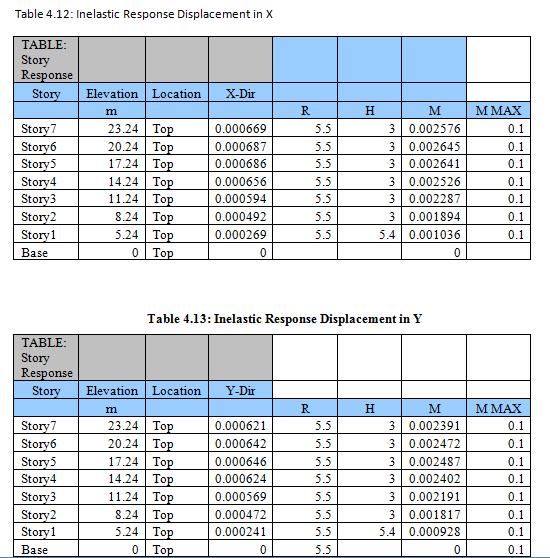 Table 4.12: Inelastic Response Displacement in X
TABLE:
Story
Response
Story Elevation Location X-Dir
m R H M M MAX
Story7 23.24 Top 0.000669 5.5 3 0.002576 0.1
Story6 20.24 Top 0.000687 5.5 3 0.002645 0.1
Story5 17.24 Top 0.000686 5.5 3 0.002641 0.1
Story4 14.24 Top 0.000656 5.5 3 0.002526 0.1
Story3 11.24 Top 0.000594 5.5 3 0.002287 0.1
Story2 8.24 Top 0.000492 5.5 3 0.001894 0.1
Story1 5.24 Top 0.000269 5.5 5.4 0.001036 0.1
Base 0 Top 0 0
Table 4.13: Inelastic Response Displacement in Y
TABLE:
Story
Response
Story Elevation Location Y-Dir
m R H M M MAX
Story7 23.24 Top 0.000621 5.5 3 0.002391 0.1
Story6 20.24 Top 0.000642 5.5 3 0.002472 0.1
Story5 17.24 Top 0.000646 5.5 3 0.002487 0.1
Story4 14.24 Top 0.000624 5.5 3 0.002402 0.1
Story3 11.24 Top 0.000569 5.5 3 0.002191 0.1
Story2 8.24 Top 0.000472 5.5 3 0.001817 0.1
Story1 5.24 Top 0.000241 5.5 5.4 0.000928 0.1
Base 0 Top 0 5.5 0 0.1